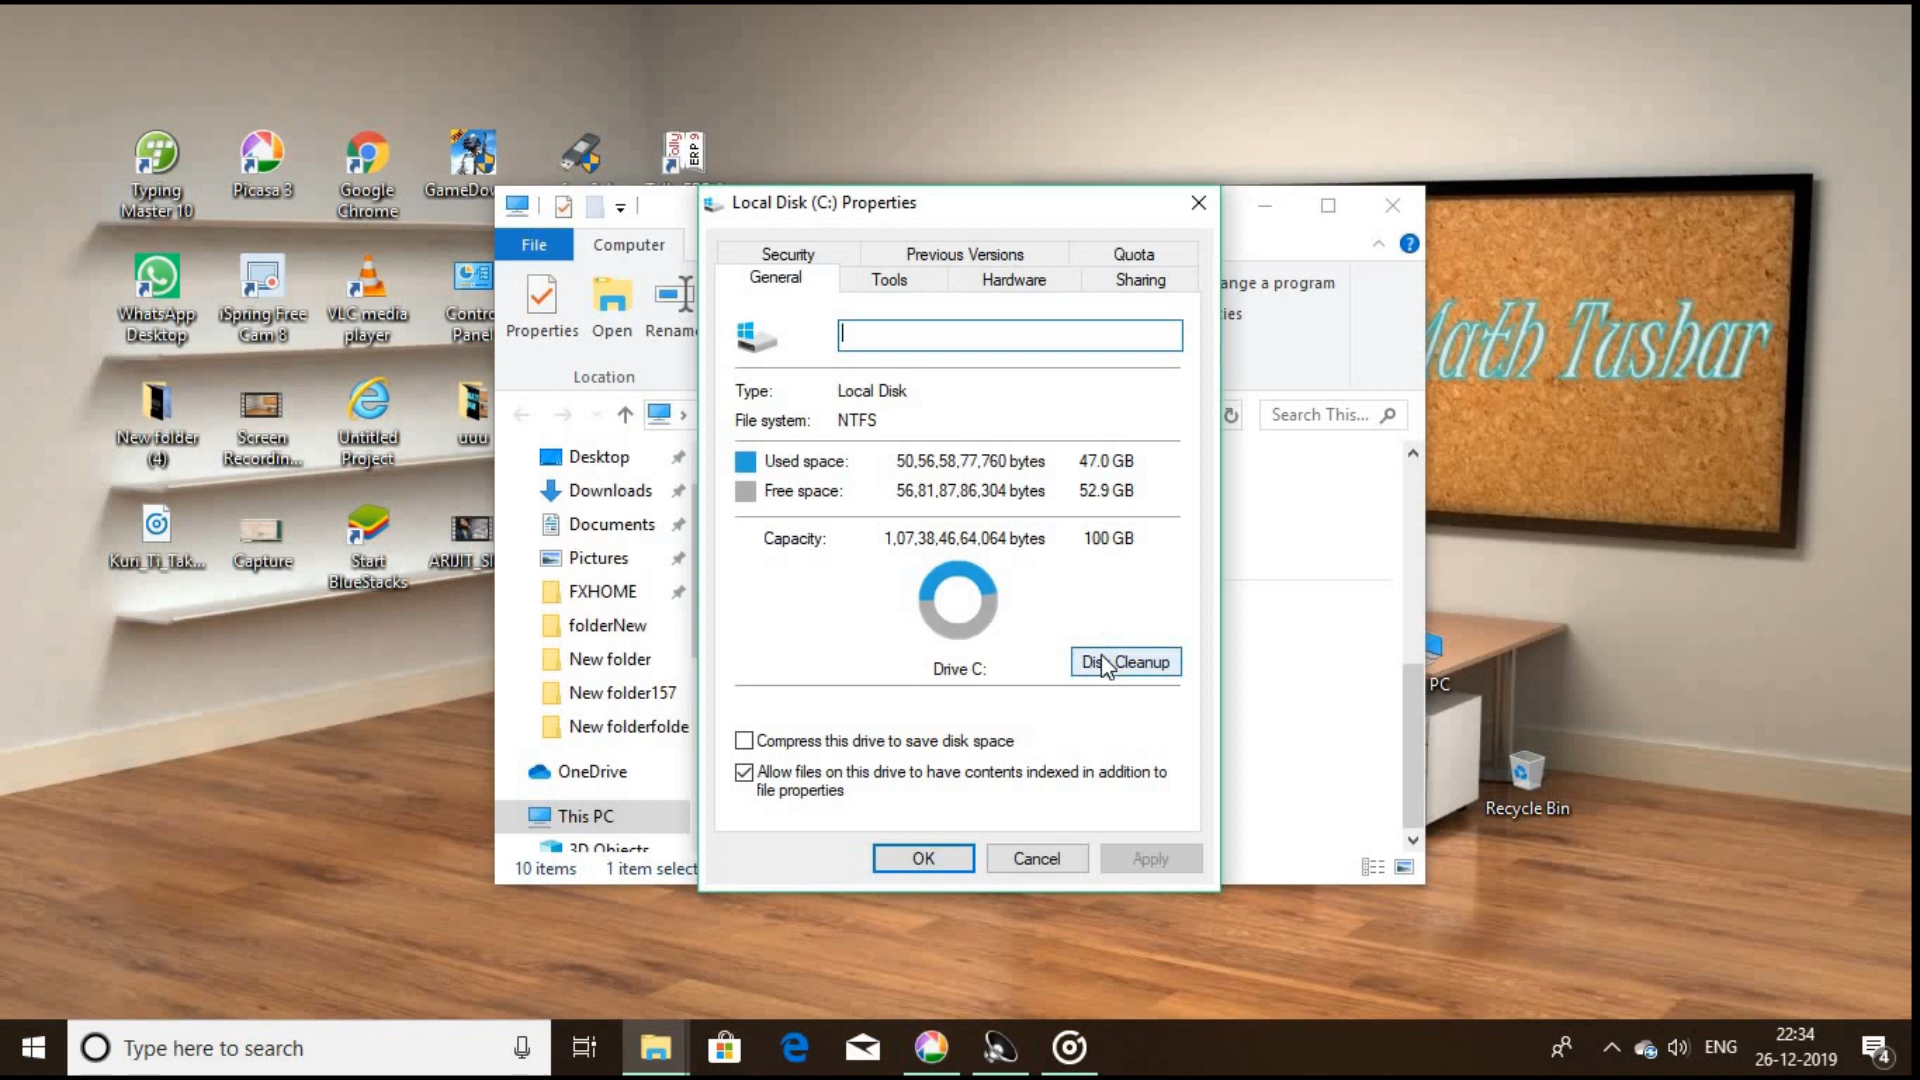 Typing
Master 10
Picasa 3
Google
Chrome
GameDow
Tally
ERP 9
WhatsApp
Desktop
iSpring Free
Cam 8
VLC media
player
Contro
Panel
New folder
(4)
Screen
Recordin...
Untitled
Project
uuu
Kuri_Ti_Tak...
Capture
Start
BlueStacks
ARIJIT_SI
File
Computer
Properties
Open
Renam
Location
ange a program
ies
Search This...
Desktop
Downloads
Documents
Pictures
FXHOME
folderNew
New folder
New folder157
New folderfolde
OneDrive
This PC
3D Objects
10 items
1 item select
Local Disk (C:) Properties
Security
Previous Versions
Quota
General
Tools
Hardware
Sharing
Type:
Local Disk
File system:
NTFS
Used space:
50,56,58,77,760 bytes
47.0 GB
Free space:
56,81,87,86,304 bytes
52.9 GB
Capacity:
1,07,38,46,64,064 bytes
100 GB
Drive C:
Disk Cleanup
Compress this drive to save disk space
Allow files on this drive to have contents indexed in addition to
file properties
OK
Cancel
Apply
Math Tushar
PC
Recycle Bin
Type here to search
ENG
22:34
26-12-2019
4